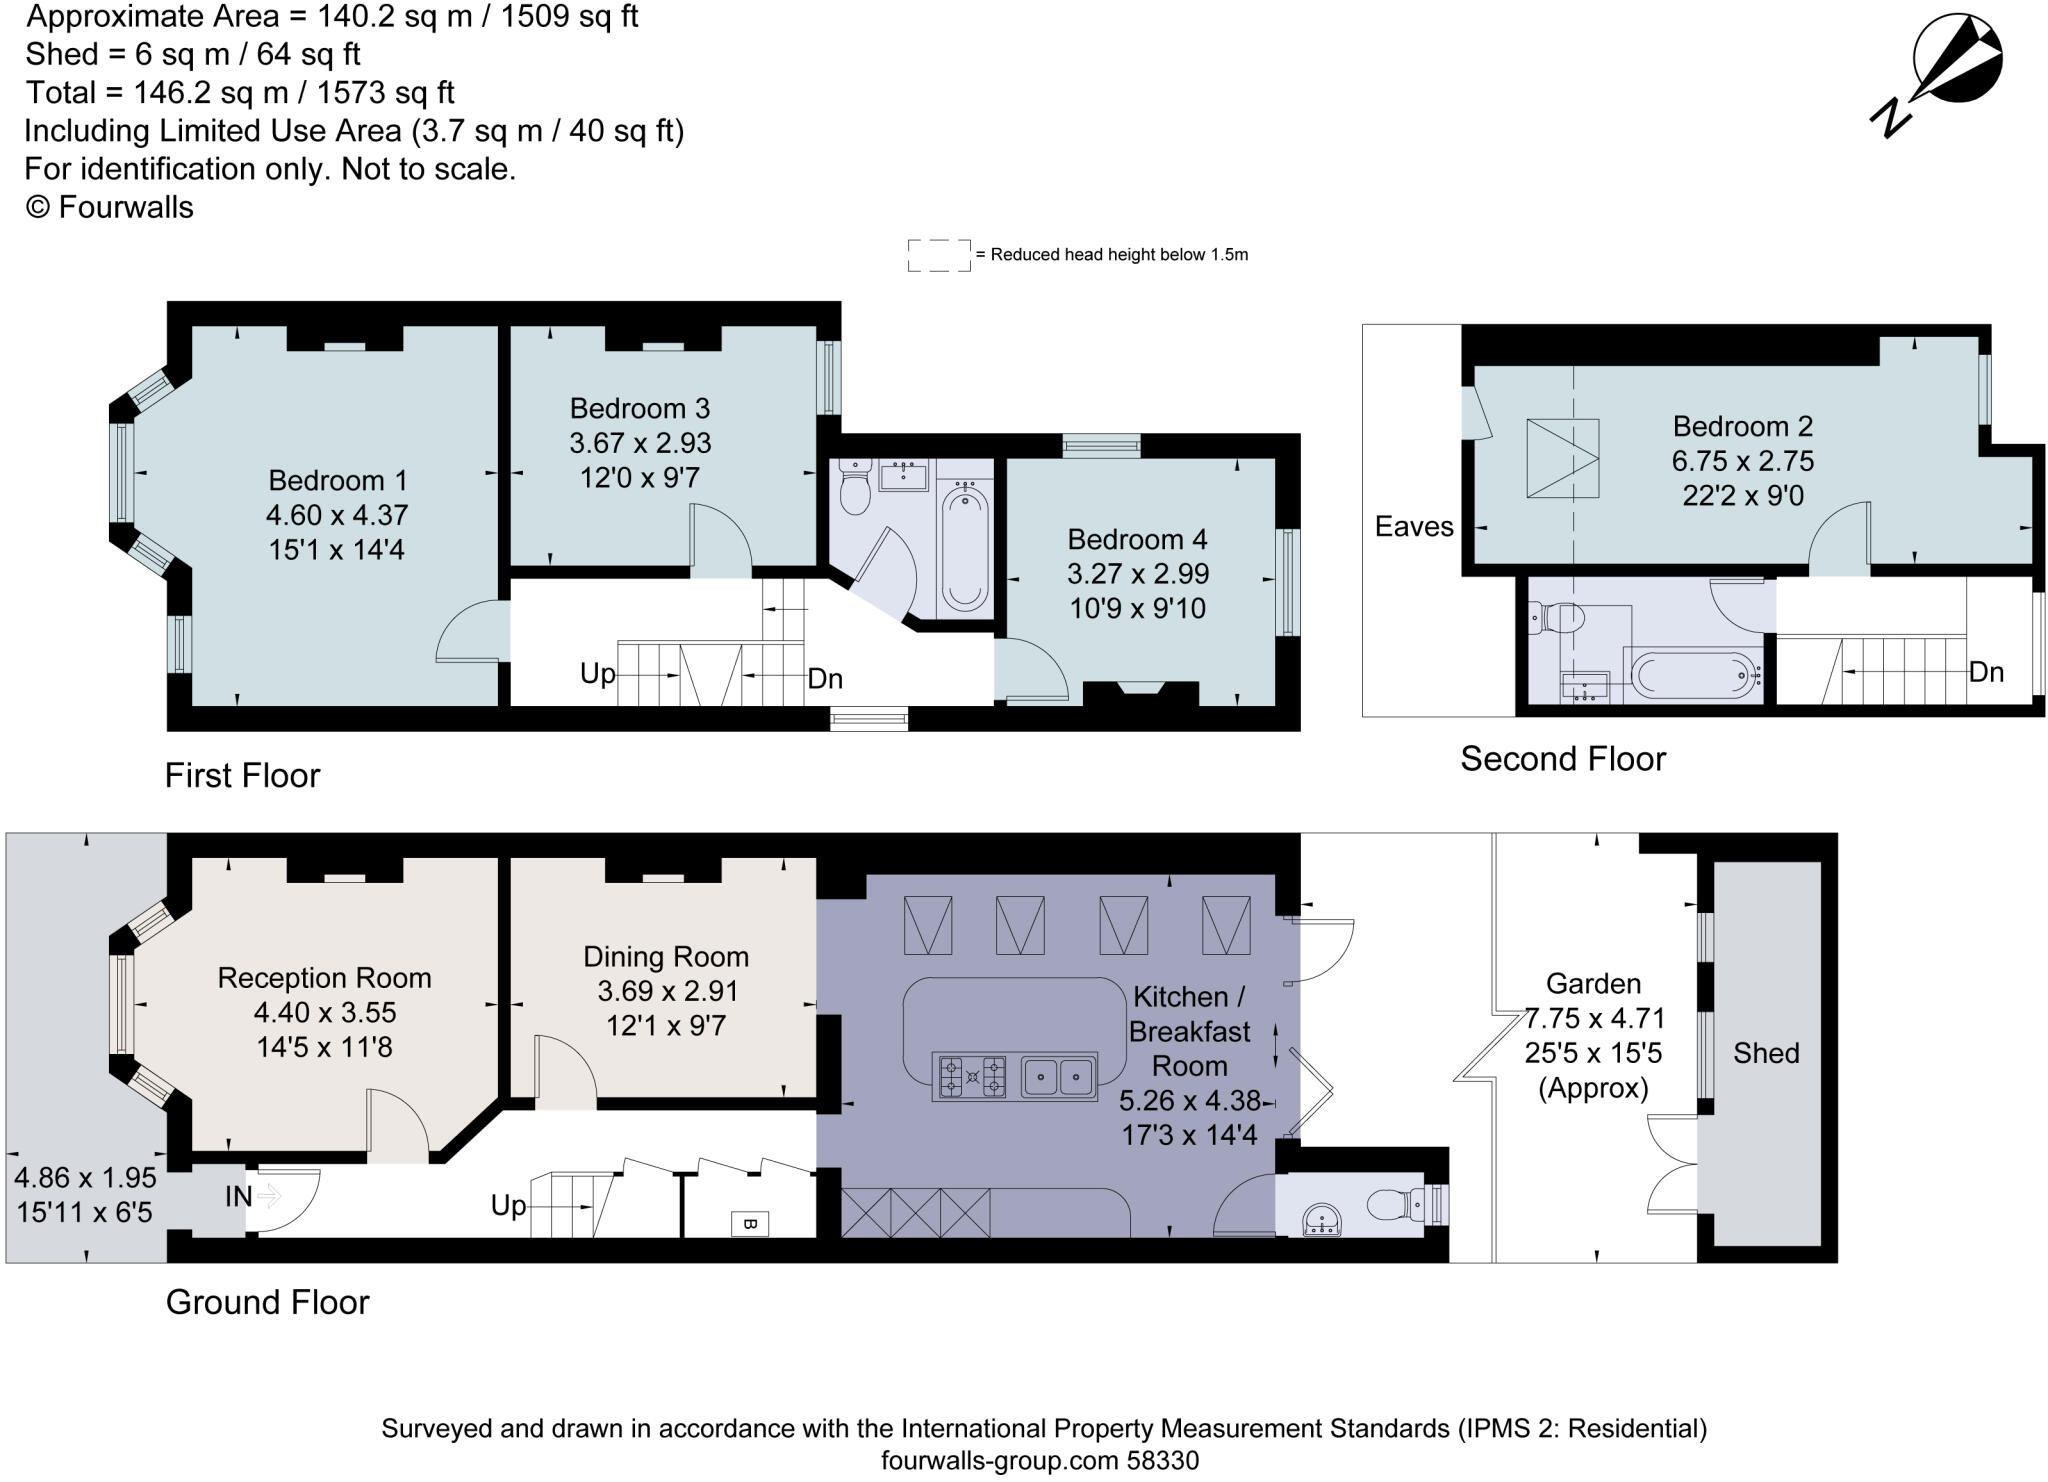 Approximate Area = 140.2 sq m / 1509 sq ft
Shed = 6 sq m / 64 sq ft
Total = 146.2 sq m / 1573 sq ft
Including Limited Use Area (3.7 sq m / 40 sq ft)
For identification only. Not to scale.
© Fourwalls
N
= Reduced head height below 1.5m
Bedroom 1
4.60 x 4.37
15'1 x 14'4
Bedroom 3
3.67 x 2.93
12'0 x 9'7
Bedroom 4
3.27 x 2.99
10'9 x 9'10
Up
Dn
First Floor
Eaves
Bedroom 2
6.75 x 2.75
22'2 x 9'0
Dn
Second Floor
Reception Room
4.40 x 3.55
14'5 x 11'8
Dining Room
3.69 x 2.91
12'1 x 9'7
Kitchen /
Breakfast
Room
5.26 x 4.38
17'3 x 14'4
Garden
7.75 x 4.71
25'5 x 15'5
(Approx)
Shed
4.86 x 1.95
15'11 x 6'5
IN
Up
B
Ground Floor
Surveyed and drawn in accordance with the International Property Measurement Standards (IPMS 2: Residential)
fourwalls-group.com 58330